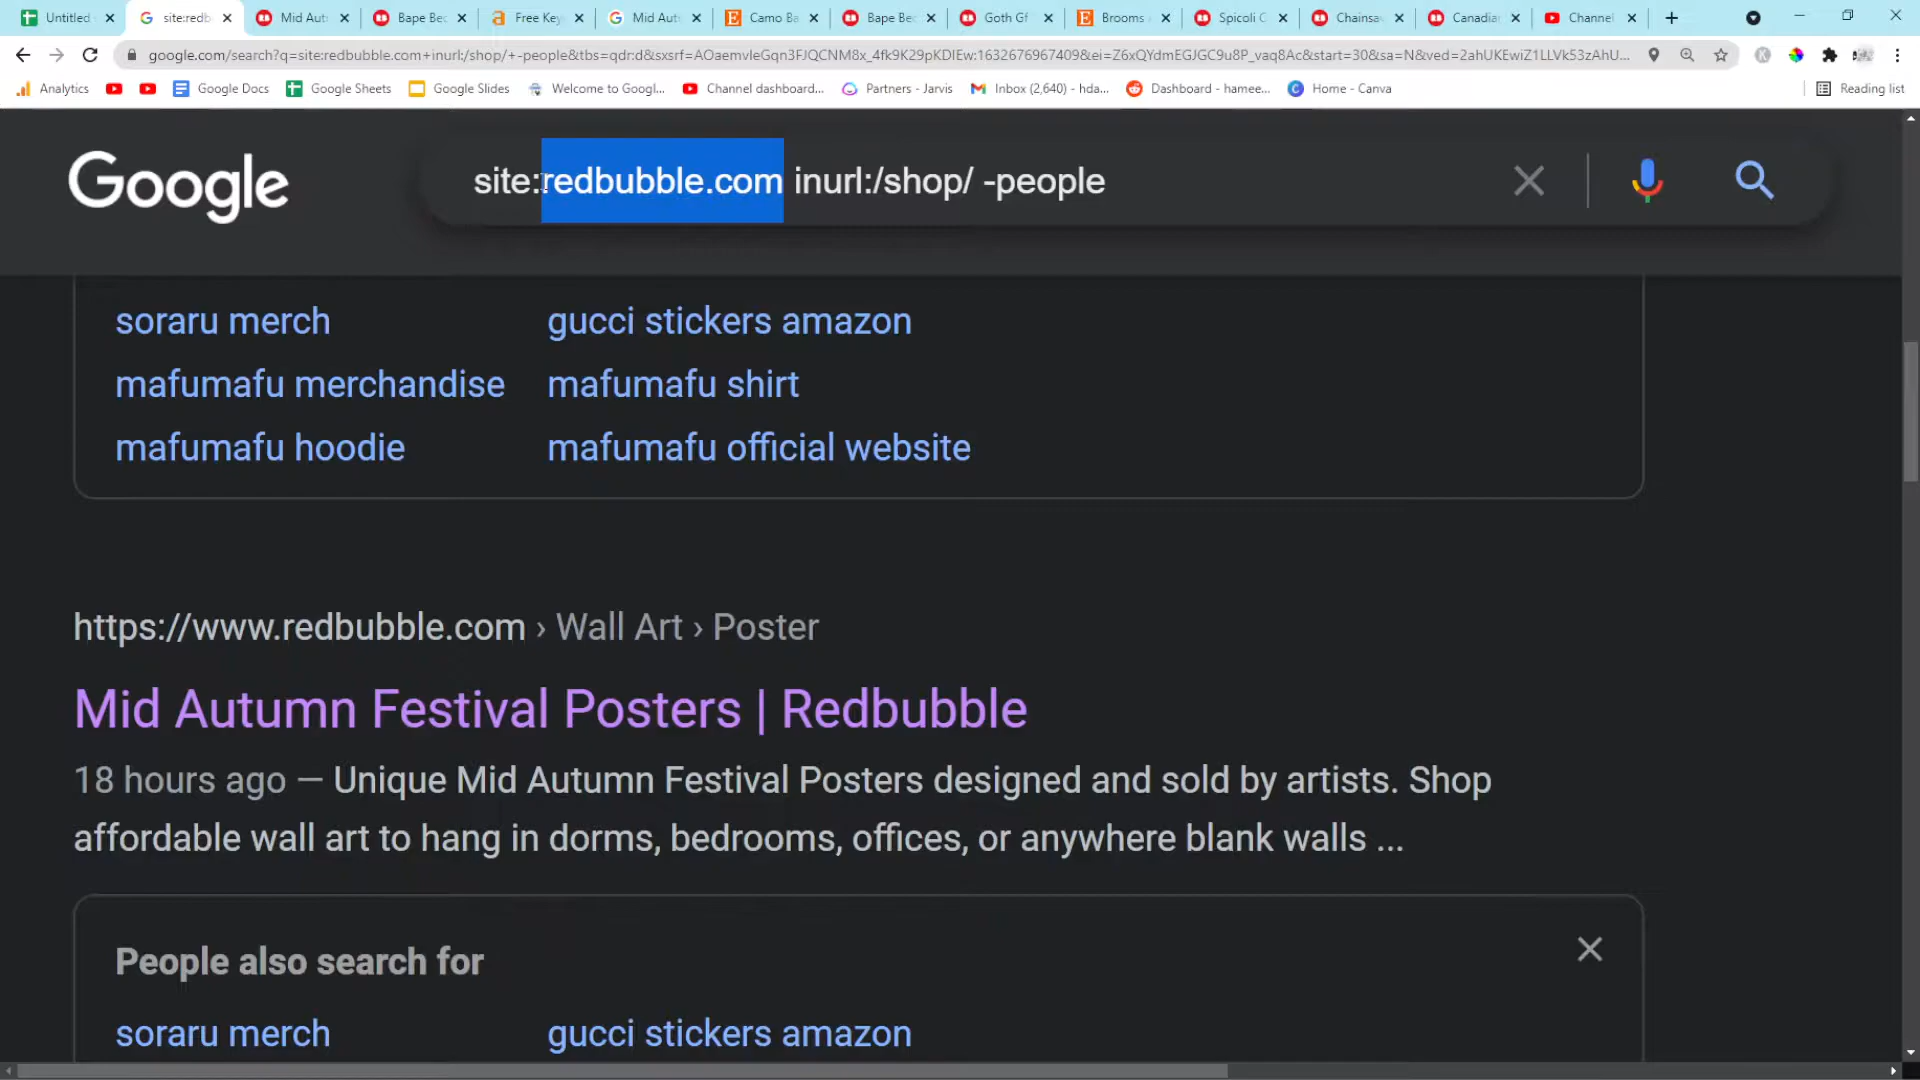 Untitled
site:redb
Mid Aut
Bape Bec
Free Key
Mid Aut
Camo Ba
Bape Be
Goth Gf
Brooms
Spicoli C
Chainsa
Canadia
Channel
google.com/search?q=site:redbubble.com+inurl:/shop/+-people&tbs=qdr:d&sxsrf=AOaemvleGqn3FJQCNM8x_4fk9K29pKDIEw:1632676967409&ei=Z6xQYdmEGJGC9u8P_vaq8Ac&start=30&sa=N&ved=2ahUKEwiZ1LLVk53zAhU...
Analytics
Google Docs
Google Sheets
Google Slides
Welcome to Googl...
Channel dashboard...
Partners - Jarvis
Inbox (2,640) - hda...
Dashboard - hamee...
Home - Canva
Reading list
Google
site:redbubble.com inurl:/shop/ -people
soraru merch
gucci stickers amazon
mafumafu merchandise
mafumafu shirt
mafumafu hoodie
mafumafu official website
https://www.redbubble.com › Wall Art › Poster
Mid Autumn Festival Posters | Redbubble
18 hours ago — Unique Mid Autumn Festival Posters designed and sold by artists. Shop
affordable wall art to hang in dorms, bedrooms, offices, or anywhere blank walls ...
People also search for
soraru merch
gucci stickers amazon